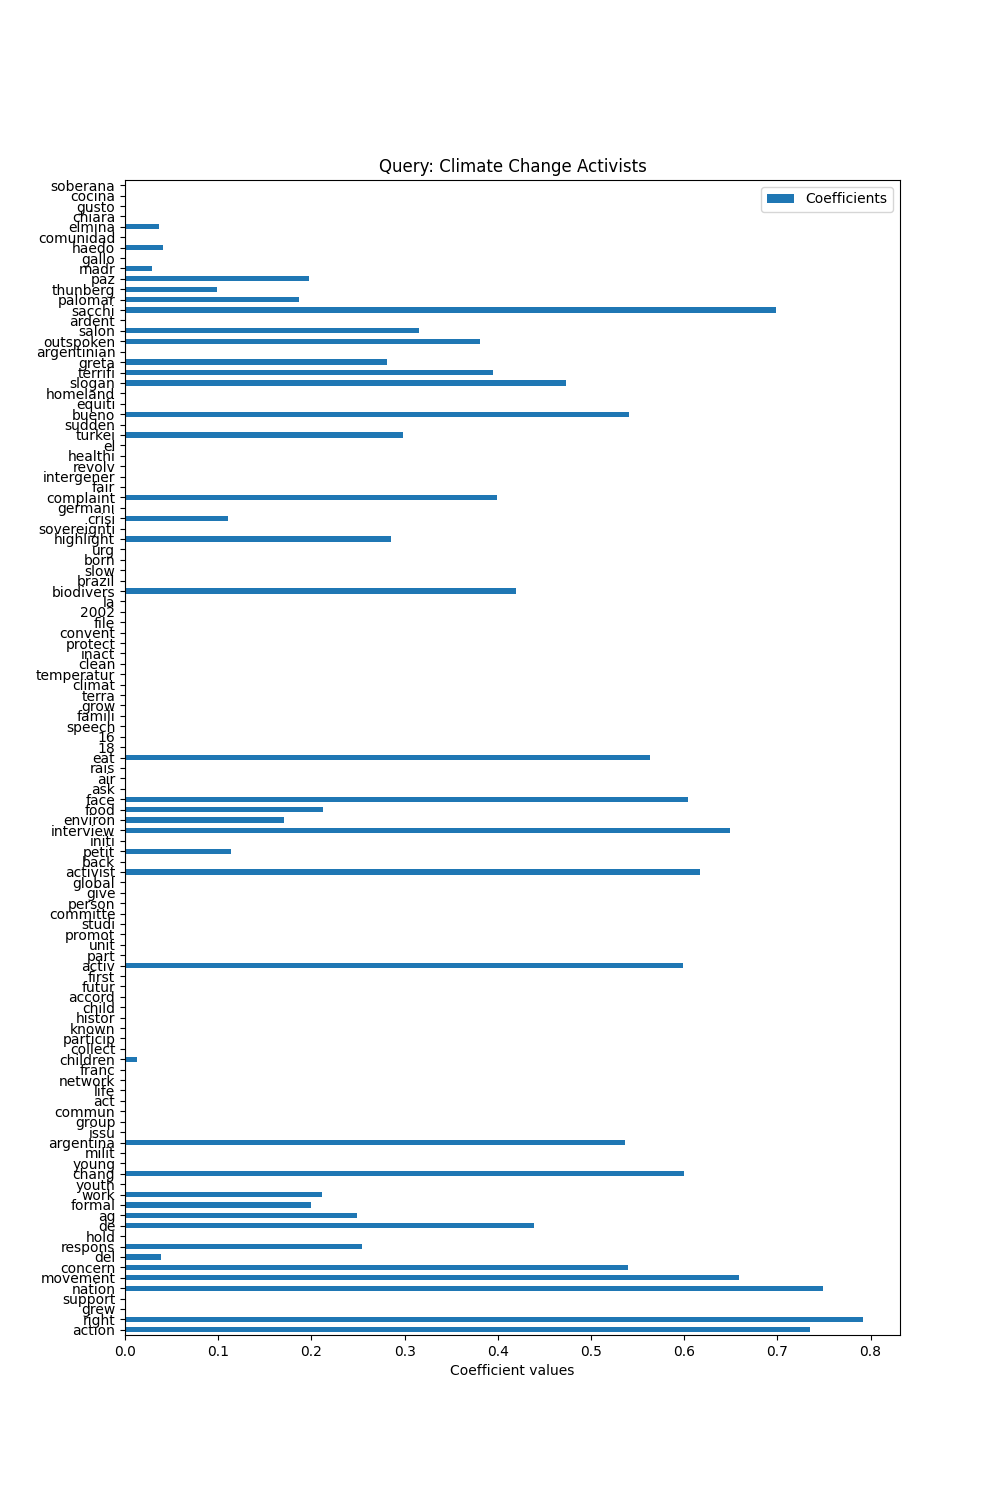 Query: Climate Change Activists
Coefficients
soberana
cocina
gusto
chiara
elmina
comunidad
haedo
gallo
madr
paz
thunberg
palomar
sacchi
ardent
salon
outspoken
argentinian
greta
terrifi
slogan
homeland
equiti
bueno
sudden
turkei
el
healthi
revolv
intergener
fair
complaint
germani
crisi
sovereignti
highlight
urg
born
slow
brazil
biodivers
la
2002
file
convent
protect
inact
clean
temperatur
climat
terra
grow
famili
speech
16
18
eat
rais
air
ask
face
food
environ
interview
initi
petit
back
activist
global
give
person
committe
studi
promot
unit
part
activ
first
futur
accord
child
histor
known
particip
collect
children
franc
network
life
act
commun
group
issu
argentina
milit
young
chang
youth
work
formal
ag
de
hold
respons
del
concern
movement
nation
support
grew
right
action
0.0 0.1 0.2 0.3 0.4 0.5 0.6 0.7 0.8
Coefficient values